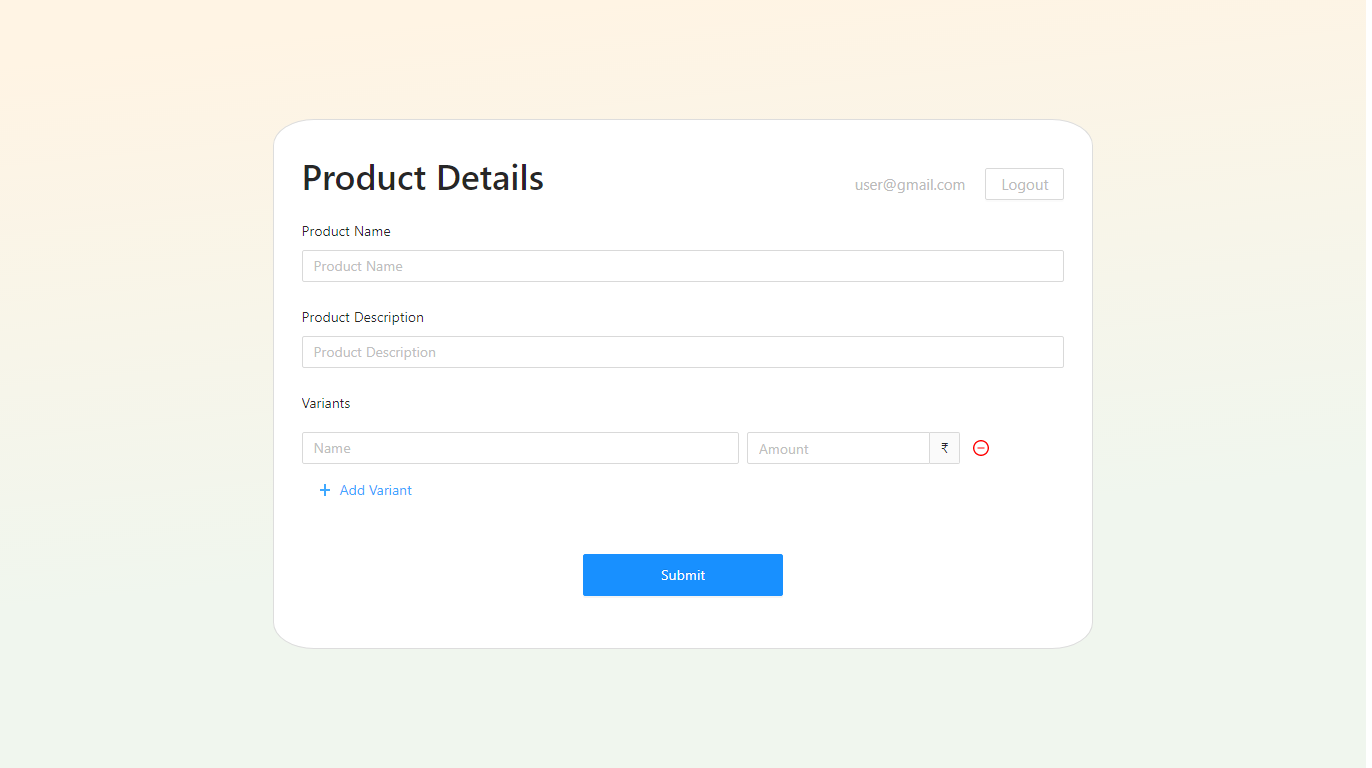 Product Details
user@gmail.com Logout
Product Name
Product Name
Product Description
Product Description
Variants
Name Amount ₹
+ Add Variant
Submit